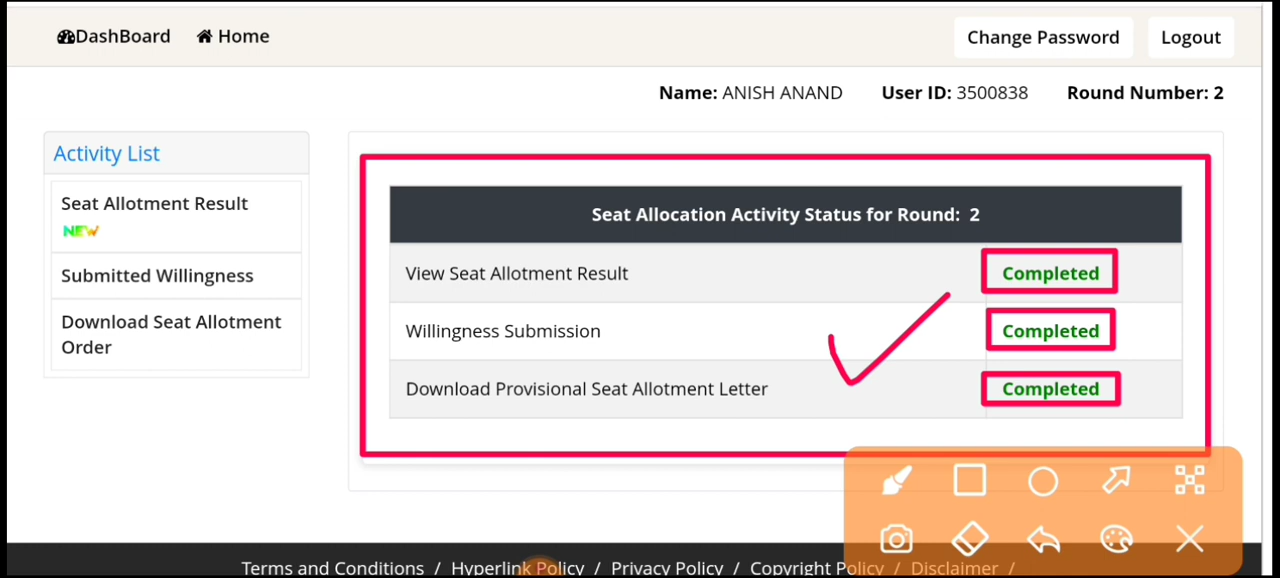 DashBoard Home Change Password Logout
Name: ANISH ANAND User ID: 3500838 Round Number: 2
Activity List
Seat Allotment Result
NEW
Submitted Willingness
Download Seat Allotment
Order
Seat Allocation Activity Status for Round: 2
View Seat Allotment Result Completed
Willingness Submission Completed
Download Provisional Seat Allotment Letter Completed
Terms and Conditions / Hyperlink Policy / Privacy Policy / Copyright Policy / Disclaimer /